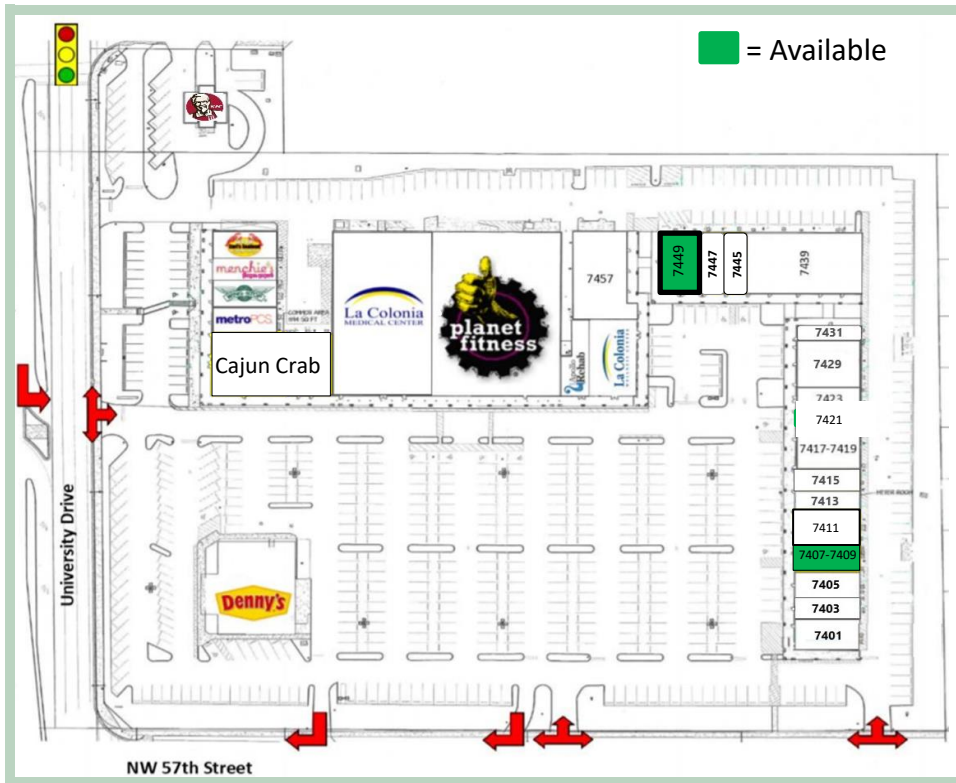 = Available
7449
7447
7445
7439
7457
menchie's
metroPCS
La Colonia
MEDICAL CENTER
planet
fitness
Rehab
La Colonia
Cajun Crab
7431
7429
7423
7421
7417-7419
7415
7413
7411
7407-7409
7405
7403
7401
Denny's
University Drive
NW 57th Street